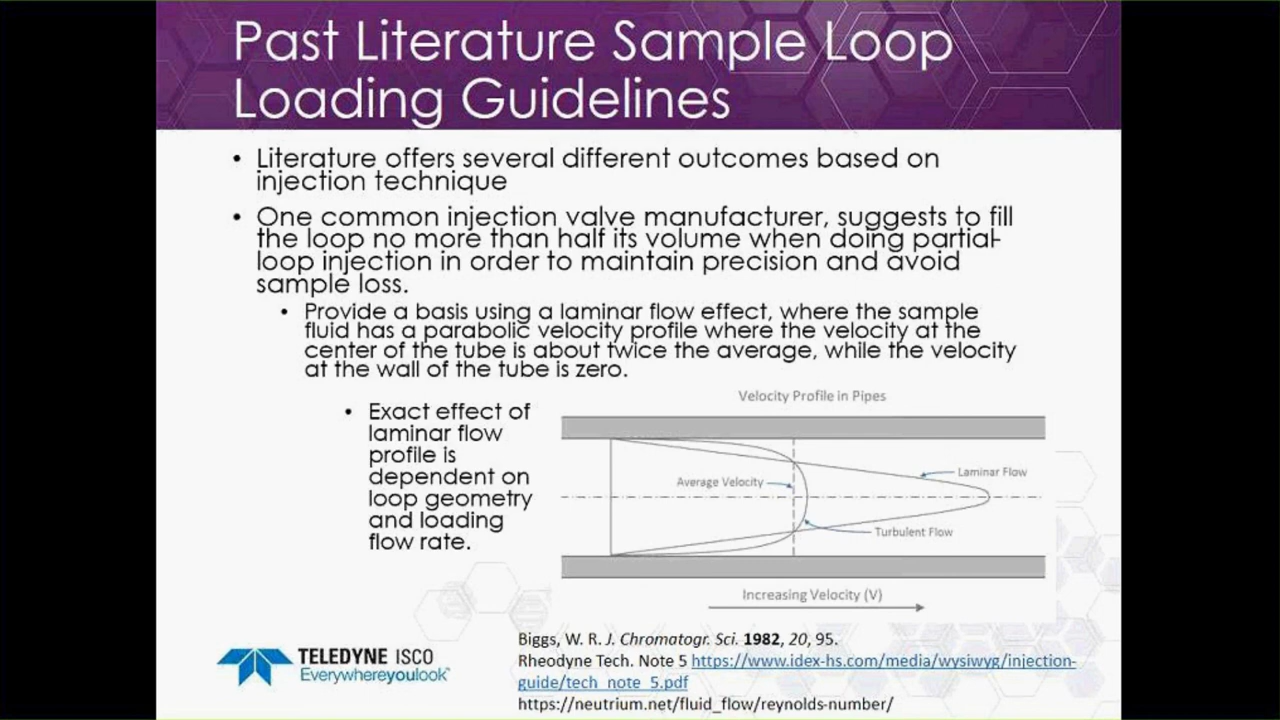 Past Literature Sample Loop
Loading Guidelines
• Literature offers several different outcomes based on
injection technique
• One common injection valve manufacturer, suggests to fill
the loop no more than half its volume when doing partial-
loop injection in order to maintain precision and avoid
sample loss.
• Provide a basis using a laminar flow effect, where the sample
fluid has a parabolic velocity profile where the velocity at the
center of the tube is about twice the average, while the velocity
at the wall of the tube is zero.
• Exact effect of
laminar flow
profile is
dependent on
loop geometry
and loading
flow rate.
Velocity Profile in Pipes
Laminar Flow
Average Velocity
Turbulent Flow
Increasing Velocity (V)
TELEDYNE ISCO
Everywhereyoulook
Biggs, W. R. J. Chromatogr. Sci. 1982, 20, 95.
Rheodyne Tech. Note 5 https://www.idex-hs.com/media/wysiwyg/injection-
guide/tech_note_5.pdf
https://neutrium.net/fluid_flow/reynolds-number/